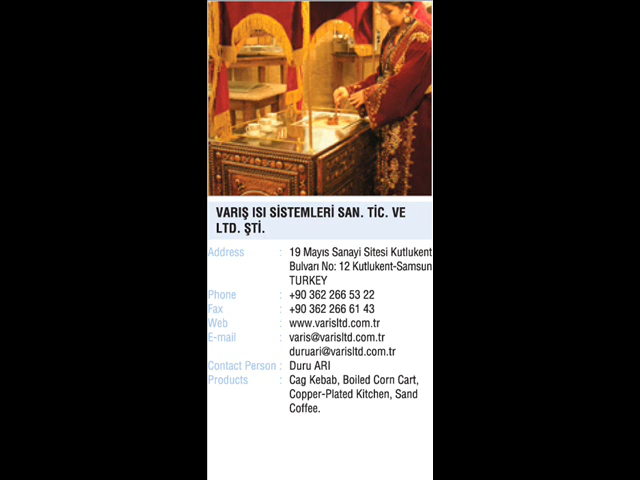 VARIŞ ISI SİSTEMLERİ SAN. TİC. VE
LTD. ŞTİ.
Address : 19 Mayıs Sanayi Sitesi Kutlukent
Bulvarı No: 12 Kutlukent-Samsun
TURKEY
Phone : +90 362 266 53 22
Fax : +90 362 266 61 43
Web : www.varisltd.com.tr
E-mail : varis@varisltd.com.tr
duruari@varisltd.com.tr
Contact Person : Duru ARI
Products : Cag Kebab, Boiled Corn Cart,
Copper-Plated Kitchen, Sand
Coffee.